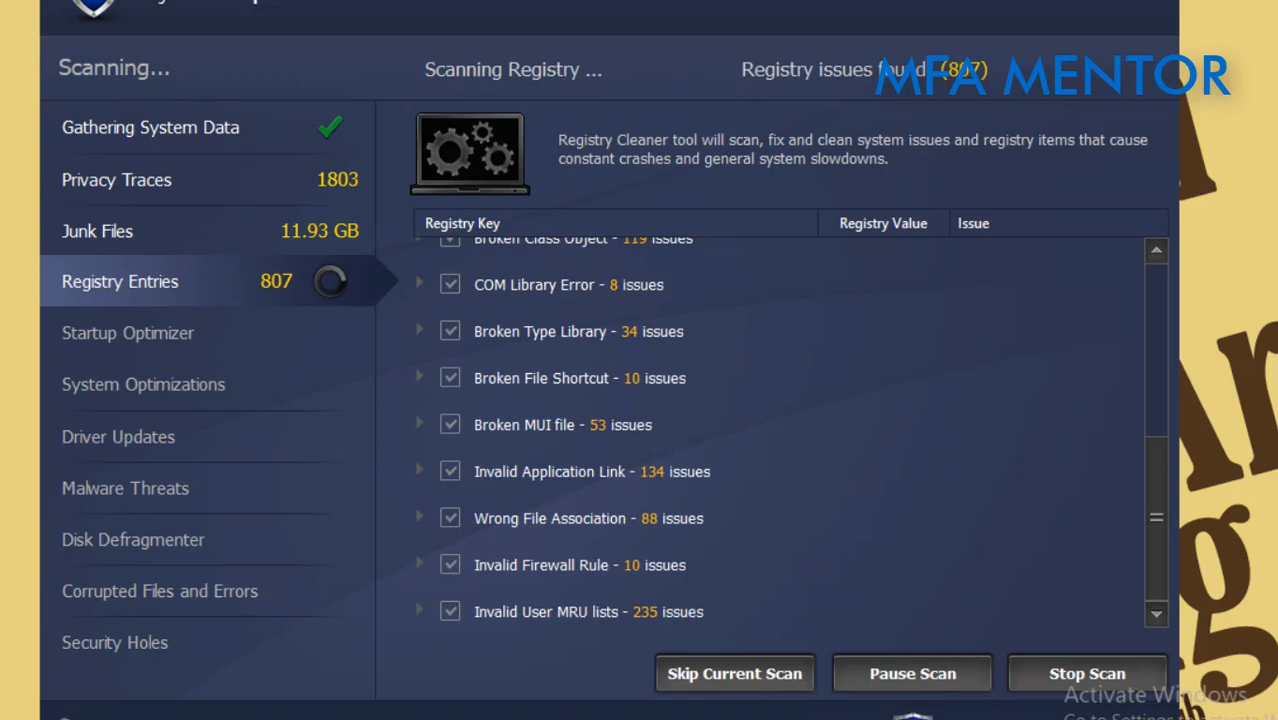 Scanning...
Scanning Registry ...
Registry issues found (807)
MFA MENTOR
Gathering System Data
Privacy Traces 1803
Junk Files 11.93 GB
Registry Entries 807
Startup Optimizer
System Optimizations
Driver Updates
Malware Threats
Disk Defragmenter
Corrupted Files and Errors
Security Holes
Registry Cleaner tool will scan, fix and clean system issues and registry items that cause
constant crashes and general system slowdowns.
Registry Key Registry Value Issue
Broken Class Object - 119 issues
COM Library Error - 8 issues
Broken Type Library - 34 issues
Broken File Shortcut - 10 issues
Broken MUI file - 53 issues
Invalid Application Link - 134 issues
Wrong File Association - 88 issues
Invalid Firewall Rule - 10 issues
Invalid User MRU lists - 235 issues
Skip Current Scan Pause Scan Stop Scan
Activate Windows